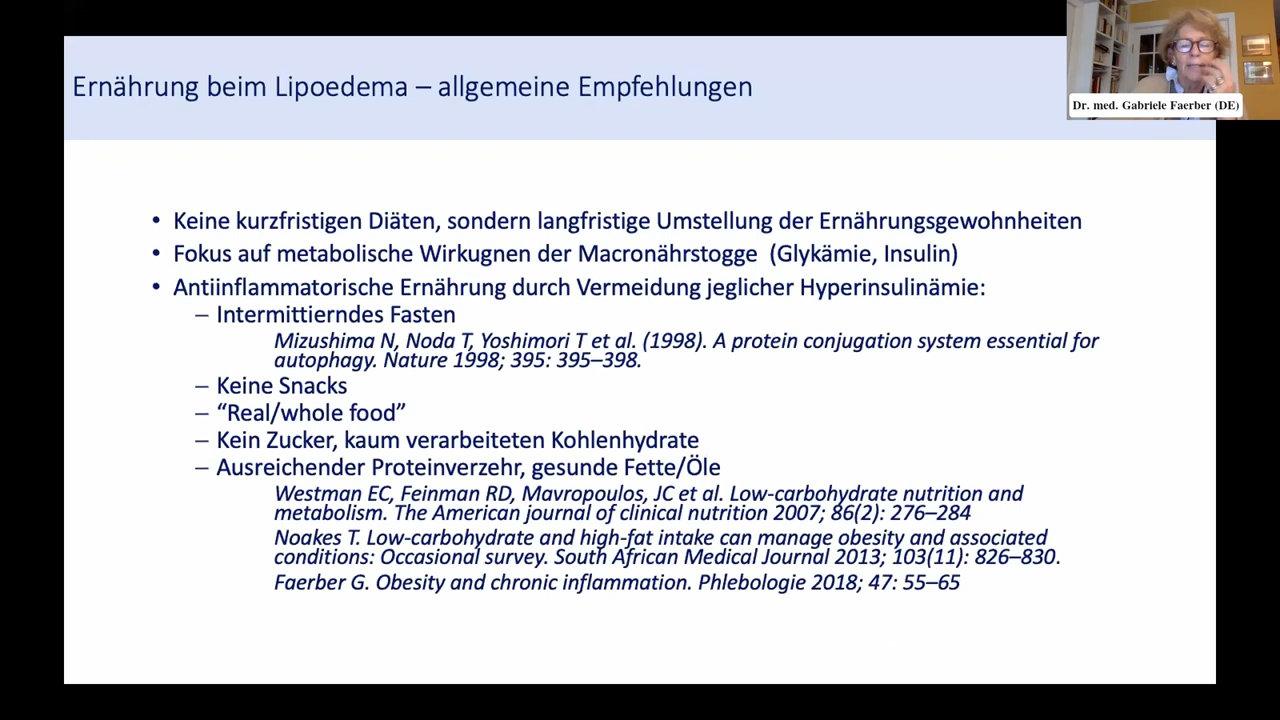 Ernährung beim Lipoedema – allgemeine Empfehlungen
Dr. med. Gabriele Faerber (DE)
• Keine kurzfristigen Diäten, sondern langfristige Umstellung der Ernährungsgewohnheiten
• Fokus auf metabolische Wirkugnen der Macronährstogge (Glykämie, Insulin)
• Antiinflammatorische Ernährung durch Vermeidung jeglicher Hyperinsulinämie:
– Intermittierndes Fasten
Mizushima N, Noda T, Yoshimori T et al. (1998). A protein conjugation system essential for
autophagy. Nature 1998; 395: 395–398.
– Keine Snacks
– “Real/whole food”
– Kein Zucker, kaum verarbeiteten Kohlenhydrate
– Ausreichender Proteinverzehr, gesunde Fette/Öle
Westman EC, Feinman RD, Mavropoulos, JC et al. Low-carbohydrate nutrition and
metabolism. The American journal of clinical nutrition 2007; 86(2): 276–284
Noakes T. Low-carbohydrate and high-fat intake can manage obesity and associated
conditions: Occasional survey. South African Medical Journal 2013; 103(11): 826–830.
Faerber G. Obesity and chronic inflammation. Phlebologie 2018; 47: 55–65